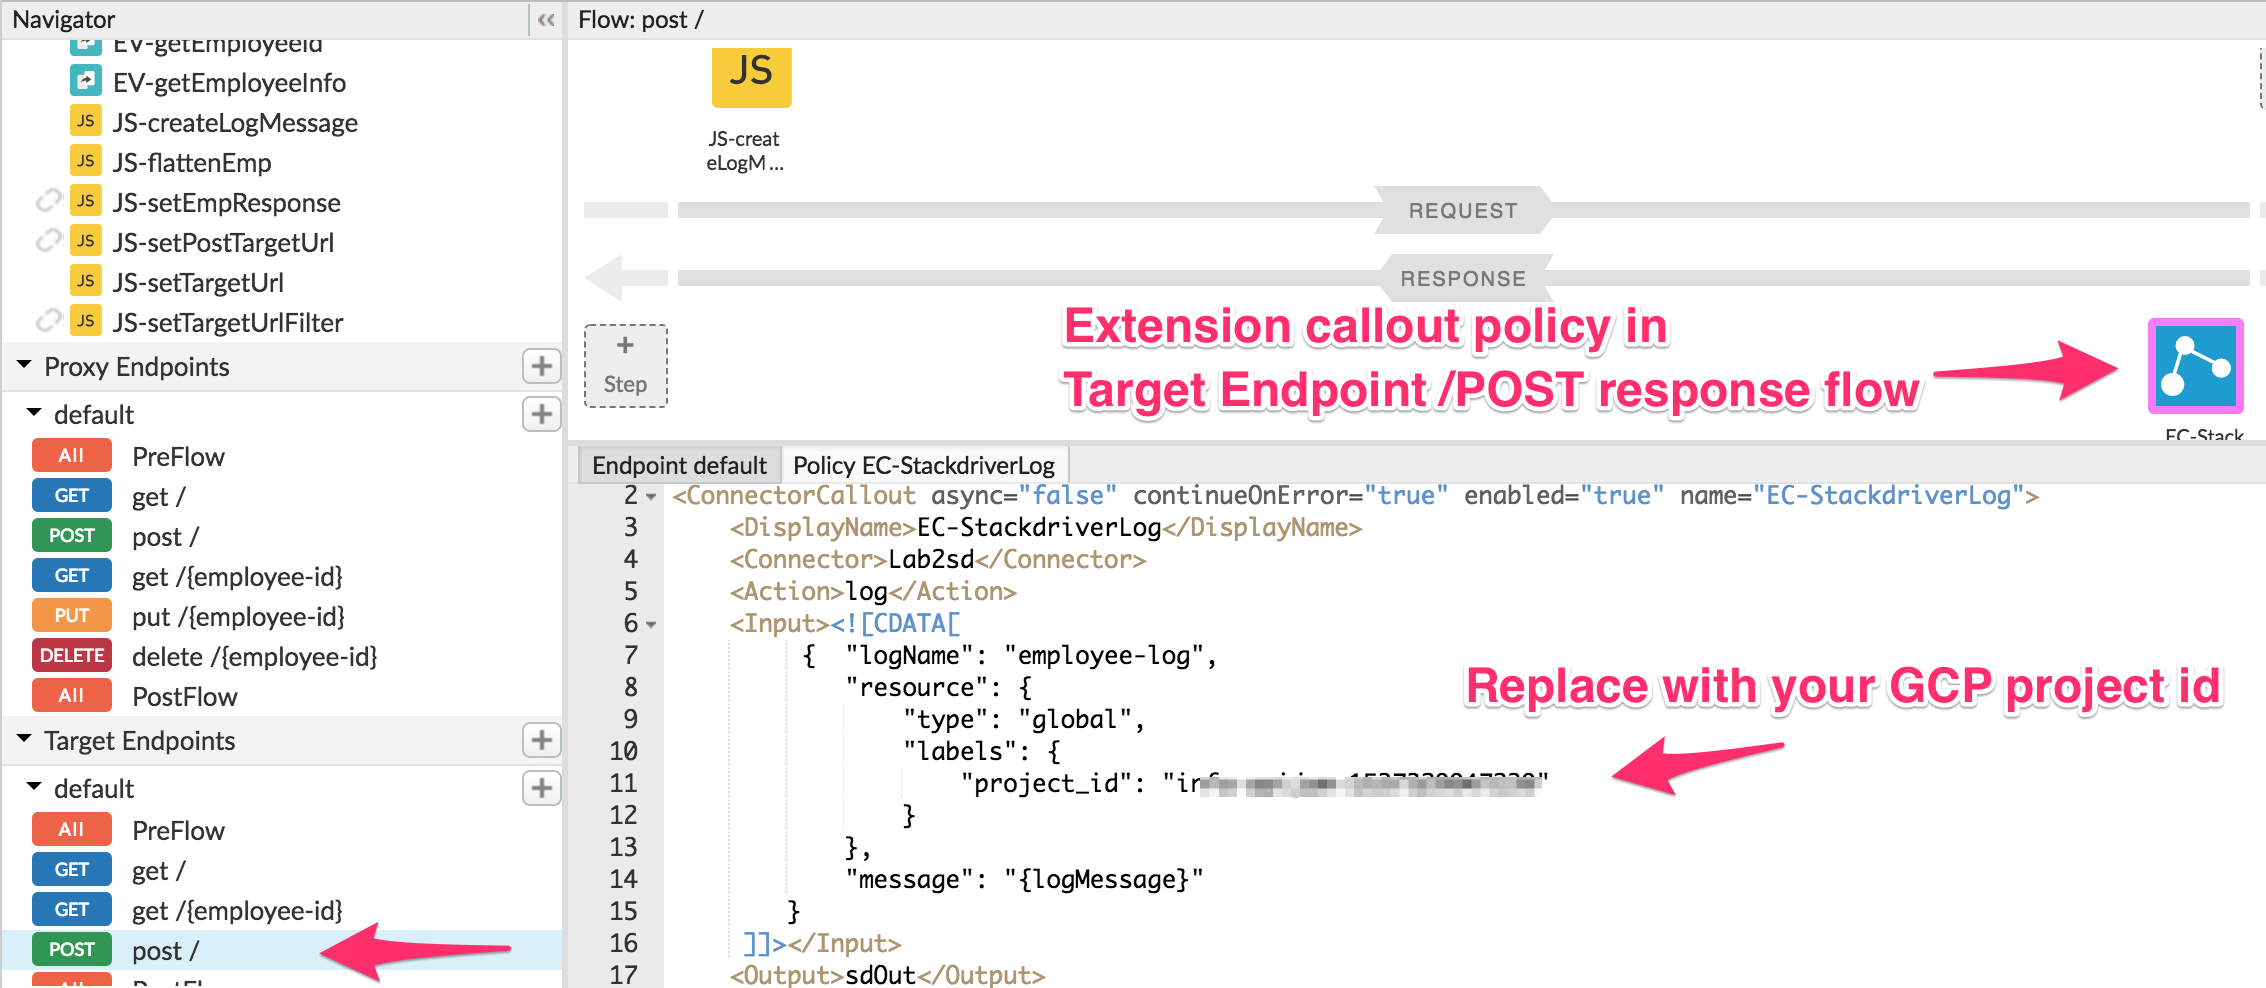 Navigator
«
EV-getEmployeeId
EV-getEmployeeInfo
JS JS-createLogMessage
JS JS-flattenEmp
JS JS-setEmpResponse
JS JS-setPostTargetUrl
JS JS-setTargetUrl
JS JS-setTargetUrlFilter
Proxy Endpoints +
default +
All PreFlow
GET get /
POST post /
GET get /{employee-id}
PUT put /{employee-id}
DELETE delete /{employee-id}
All PostFlow
Target Endpoints +
default +
All PreFlow
GET get /
GET get /{employee-id}
POST post /
Flow: post /
JS
JS-creat
eLogM...
REQUEST
RESPONSE
+
Step
Extension callout policy in
Target Endpoint /POST response flow
EC-Stack
Endpoint default Policy EC-StackdriverLog
2 <ConnectorCallout async="false" continueOnError="true" enabled="true" name="EC-StackdriverLog">
3 <DisplayName>EC-StackdriverLog</DisplayName>
4 <Connector>Lab2sd</Connector>
5 <Action>log</Action>
6 <Input><![CDATA[
7 { "logName": "employee-log",
8 "resource": {
9 "type": "global",
10 "labels": {
11 "project_id": "
12 }
13 },
14 "message": "{logMessage}"
15 }
16 ]]></Input>
17 <Output>sdOut</Output>
Replace with your GCP project id